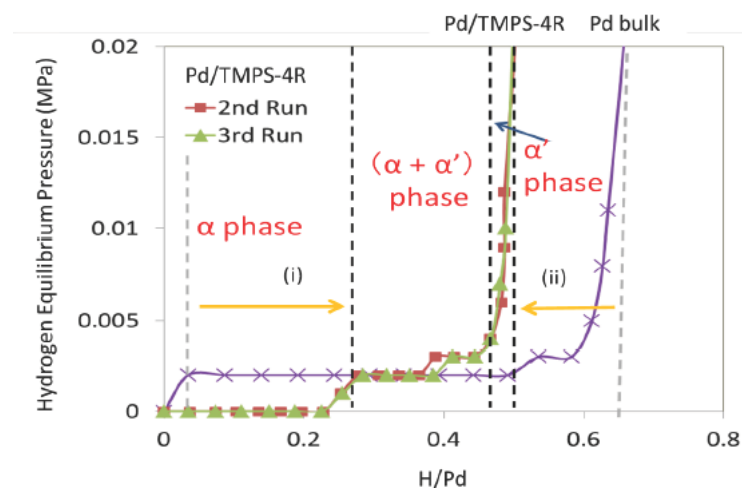 Pd/TMPS-4R Pd bulk
0.02
Pd/TMPS-4R
2nd Run
3rd Run
0.015
(α + α’)
phase
α’
phase
0.01
α phase
(i)
(ii)
0.005
0
0 0.2 0.4 0.6 0.8
H/Pd
Hydrogen Equilibrium Pressure (MPa)